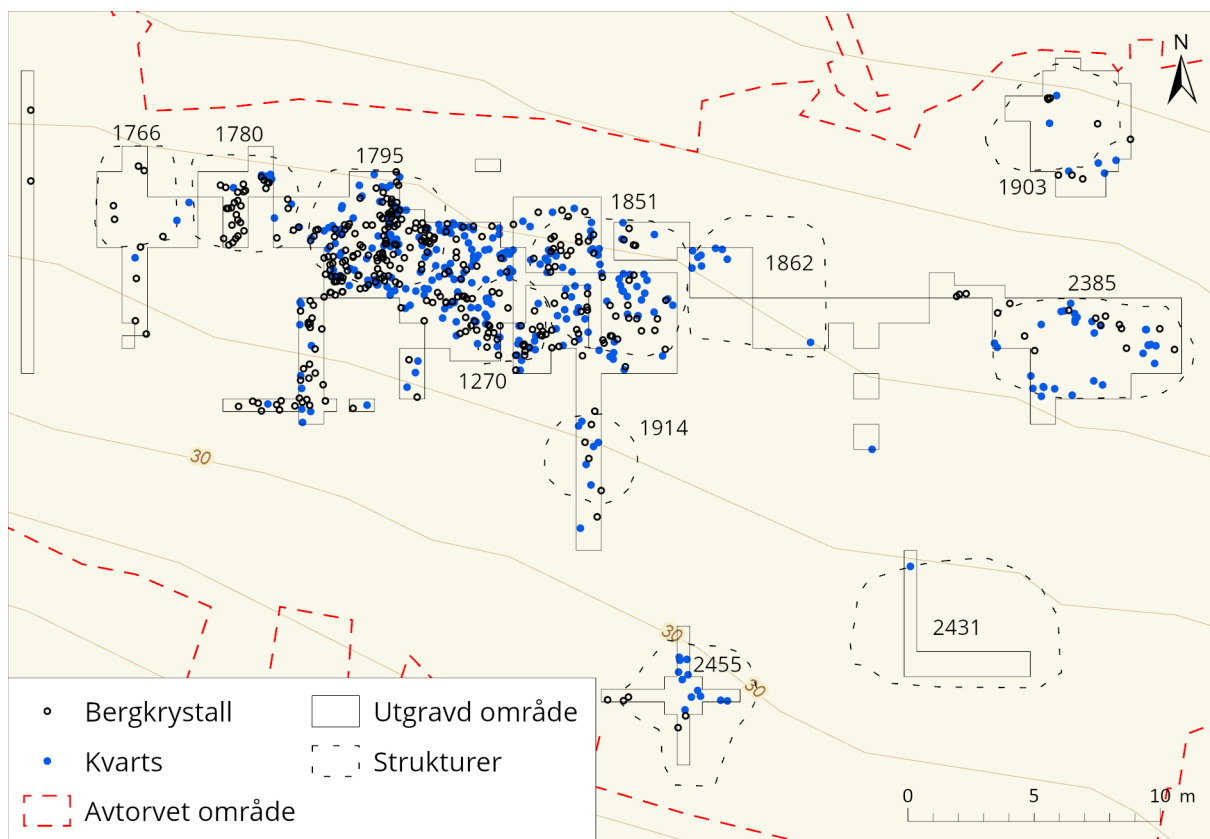 N
1766
1780
1795
1851
1903
1862
2385
1270
1914
30
2431
30
2455
30
Bergkrystall
Utgravd område
Kvarts
Strukturer
Avtorvet område
0 5 10 m